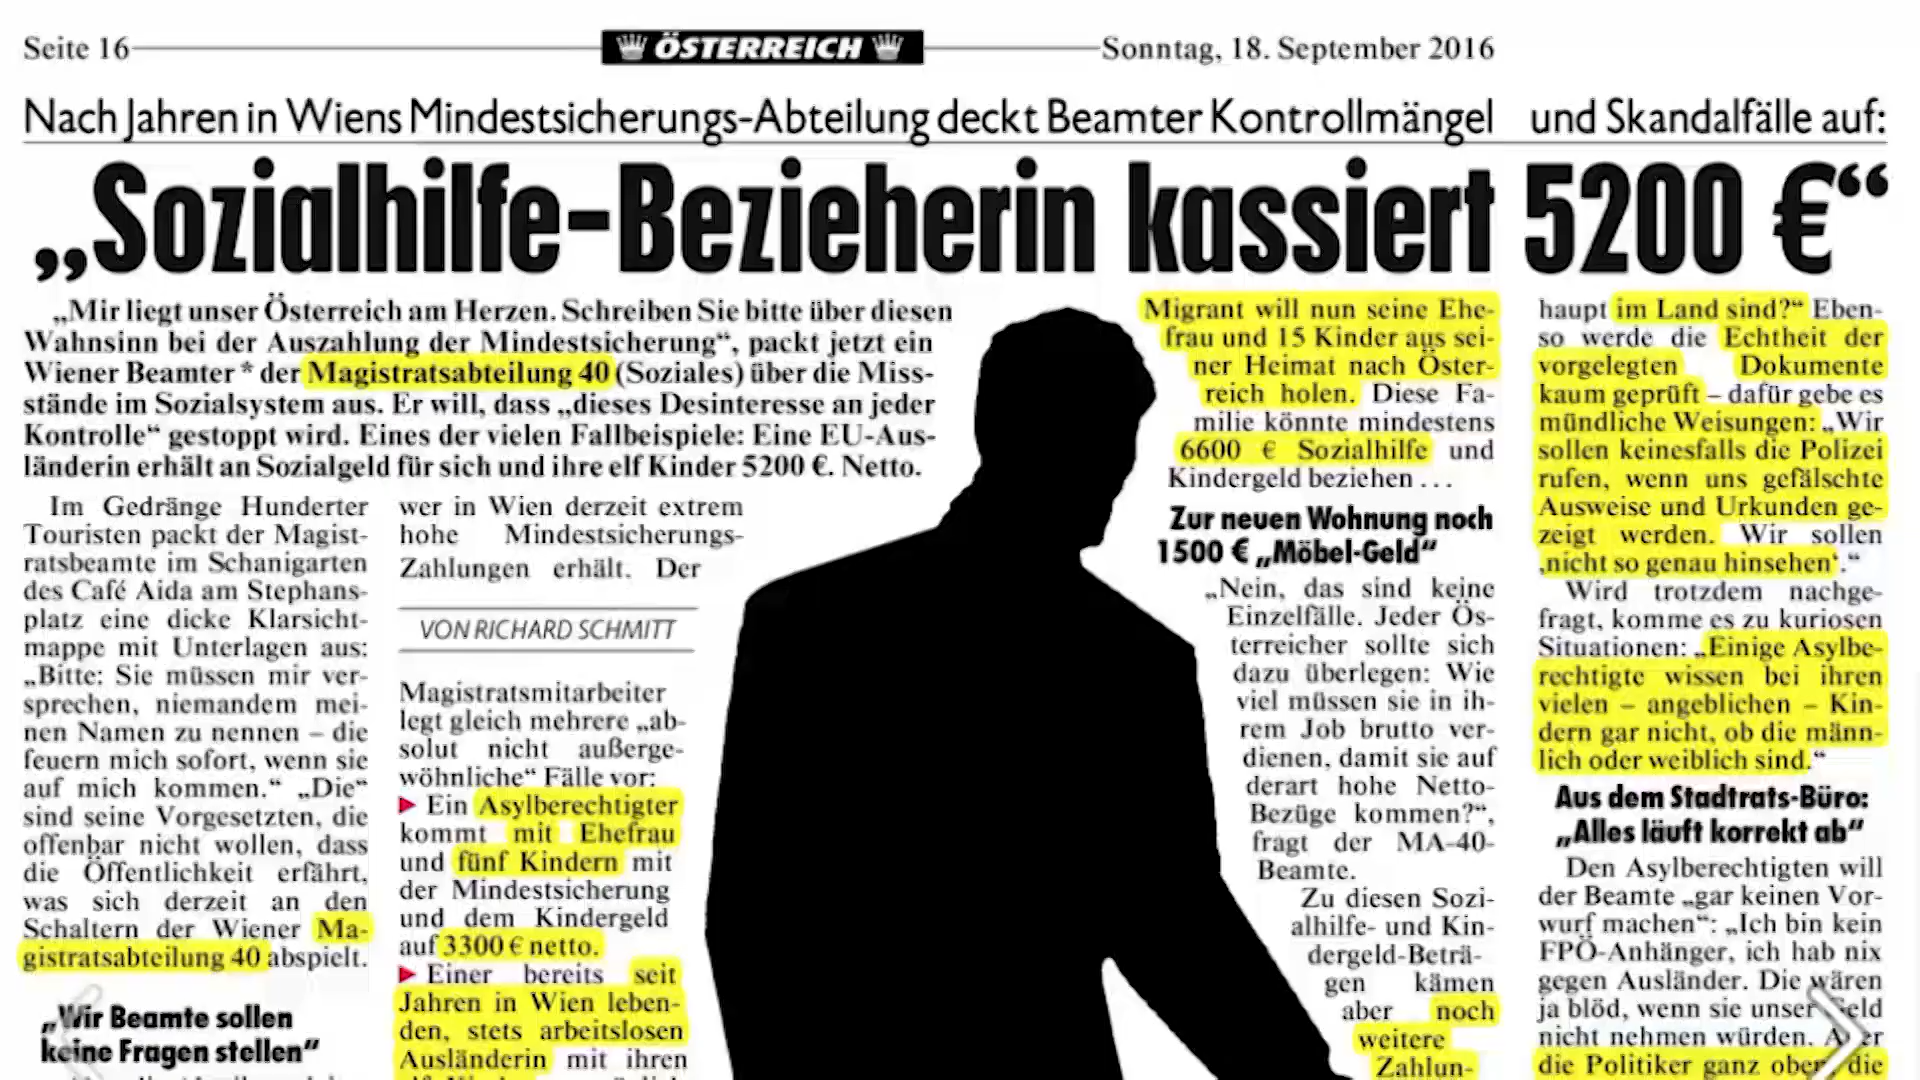 Seite 16
ÖSTERREICH
Sonntag, 18. September 2016
Nach Jahren in Wiens Mindestsicherungs-Abteilung deckt Beamter Kontrollmängel und Skandalfälle auf:
„Sozialhilfe-Bezieherin kassiert 5200 €“
„Mir liegt unser Österreich am Herzen. Schreiben Sie bitte über diesen
Wahnsinn bei der Auszahlung der Mindestsicherung“, packt jetzt ein
Wiener Beamter * der Magistratsabteilung 40 (Soziales) über die Miss-
stände im Sozialsystem aus. Er will, dass „dieses Desinteresse an jeder
Kontrolle“ gestoppt wird. Eines der vielen Fallbeispiele: Eine EU-Aus-
länderin erhält an Sozialgeld für sich und ihre elf Kinder 5200 €. Netto.
Im Gedränge Hunderter
Touristen packt der Magist-
ratsbeamte im Schanigarten
des Café Aida am Stephans-
platz eine dicke Klarsicht-
mappe mit Unterlagen aus:
„Bitte: Sie müssen mir ver-
sprechen, niemandem mei-
nen Namen zu nennen – die
feuern mich sofort, wenn sie
auf mich kommen.“ „Die“
sind seine Vorgesetzten, die
offenbar nicht wollen, dass
die Öffentlichkeit erfährt,
was sich derzeit an den
Schaltern der Wiener Ma-
gistratsabteilung 40 abspielt.
„Wir Beamte sollen
keine Fragen stellen“
wer in Wien derzeit extrem
hohe Mindestsicherungs-
Zahlungen erhält. Der
VON RICHARD SCHMITT
Magistratsmitarbeiter
legt gleich mehrere „ab-
solut nicht außerge-
wöhnliche“ Fälle vor:
▶ Ein Asylberechtigter
kommt mit Ehefrau
und fünf Kindern mit
der Mindestsicherung
und dem Kindergeld
auf 3300 € netto.
▶ Einer bereits seit
Jahren in Wien leben-
den, stets arbeitslosen
Ausländerin mit ihren
Migrant will nun seine Ehe-
frau und 15 Kinder aus sei-
ner Heimat nach Öster-
reich holen. Diese Fa-
milie könnte mindestens
6600 € Sozialhilfe und
Kindergeld beziehen ...
Zur neuen Wohnung noch
1500 € „Möbel-Geld“
„Nein, das sind keine
Einzelfälle. Jeder Ös-
terreicher sollte sich
dazu überlegen: Wie
viel müssen sie in ih-
rem Job brutto ver-
dienen, damit sie auf
derart hohe Netto-
Bezüge kommen?“,
fragt der MA-40-
Beamte.
Zu diesen Sozi-
alhilfe- und Kin-
dergeld-Beträ-
gen kämen
aber noch
weitere
Zahlun-
haupt im Land sind?“ Eben-
so werde die Echtheit der
vorgelegten Dokumente
kaum geprüft – dafür gebe es
mündliche Weisungen: „Wir
sollen keinesfalls die Polizei
rufen, wenn uns gefälschte
Ausweise und Urkunden ge-
zeigt werden. Wir sollen
‚nicht so genau hinsehen‘.“
Wird trotzdem nachge-
fragt, komme es zu kuriosen
Situationen: „Einige Asylbe-
rechtigte wissen bei ihren
vielen – angeblichen – Kin-
dern gar nicht, ob die männ-
lich oder weiblich sind.“
Aus dem Stadtrats-Büro:
„Alles läuft korrekt ab“
Den Asylberechtigten will
der Beamte „gar keinen Vor-
wurf machen“: „Ich bin kein
FPÖ-Anhänger, ich hab nix
gegen Ausländer. Die wären
ja blöd, wenn sie unser Geld
nicht nehmen würden. Aber
die Politiker ganz oben, die